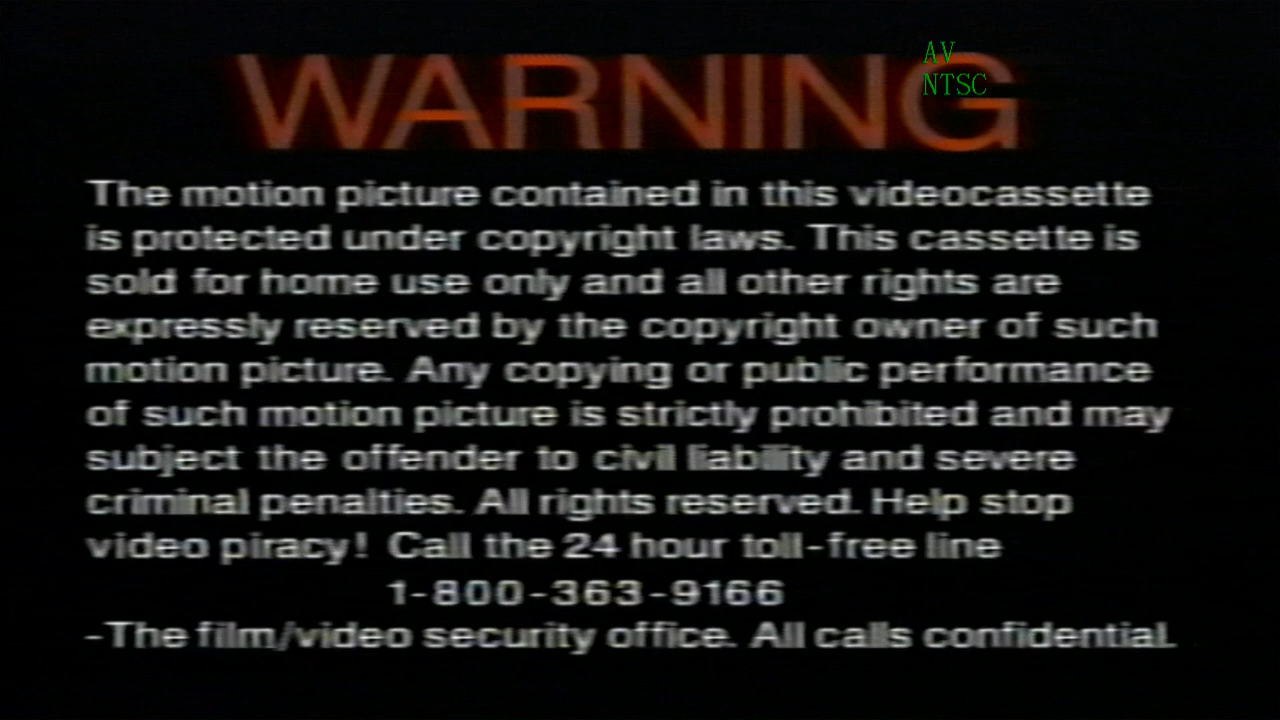 AV
NTSC
WARNING
The motion picture contained in this videocassette
is protected under copyright laws. This cassette is
sold for home use only and all other rights are
expressly reserved by the copyright owner of such
motion picture. Any copying or public performance
of such motion picture is strictly prohibited and may
subject the offender to civil liability and severe
criminal penalties. All rights reserved. Help stop
video piracy! Call the 24 hour toll-free line
1-800-363-9166
-The film/video security office. All calls confidential.